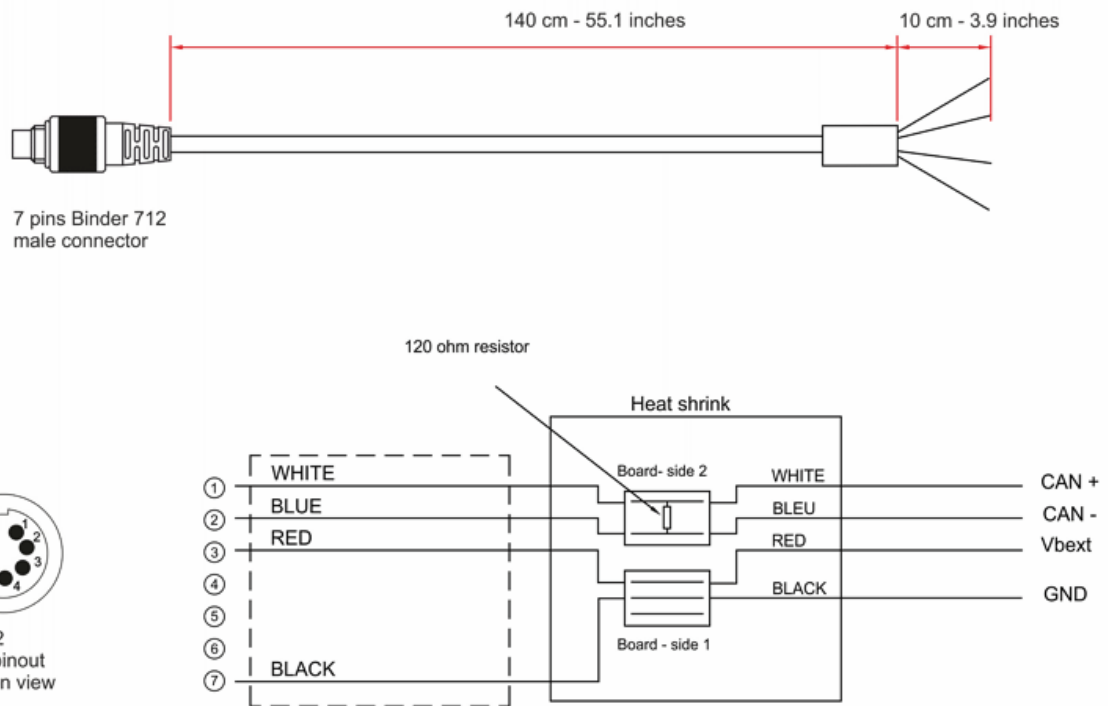 140 cm - 55.1 inches
10 cm - 3.9 inches
7 pins Binder 712
male connector
120 ohm resistor
Heat shrink
Board- side 2
WHITE
WHITE
CAN +
1
BLUE
BLEU
CAN -
2
RED
RED
Vbext
3
4
BLACK
GND
5
Board - side 1
6
BLACK
7
1
2
3
4
2
view